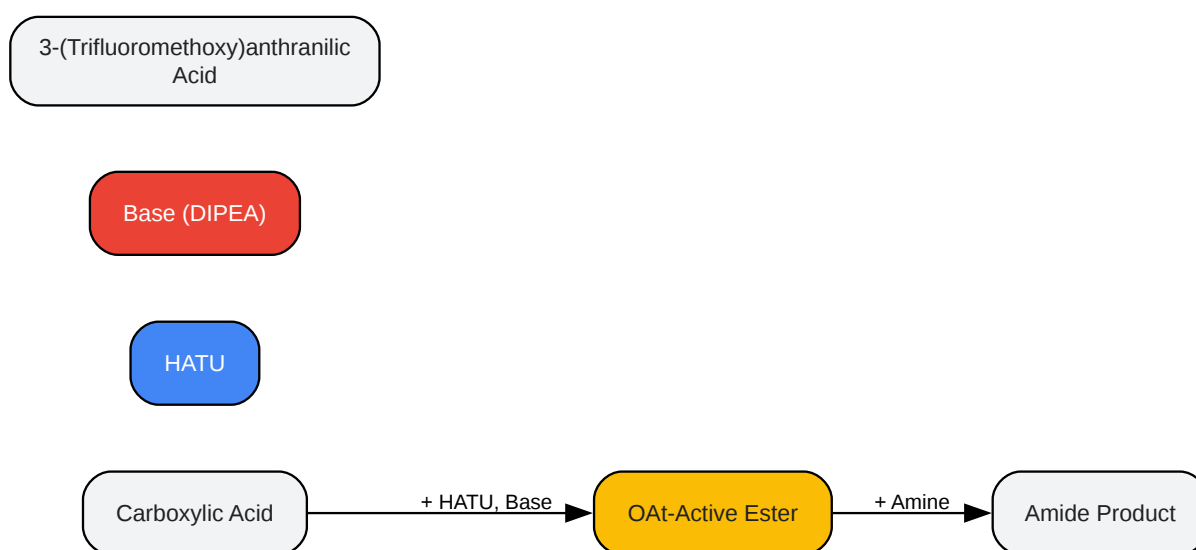 3-(Trifluoromethoxy)anthranilic
Acid
Base (DIPEA)
HATU
Carboxylic Acid
+ HATU, Base
OAt-Active Ester
+ Amine
Amide Product